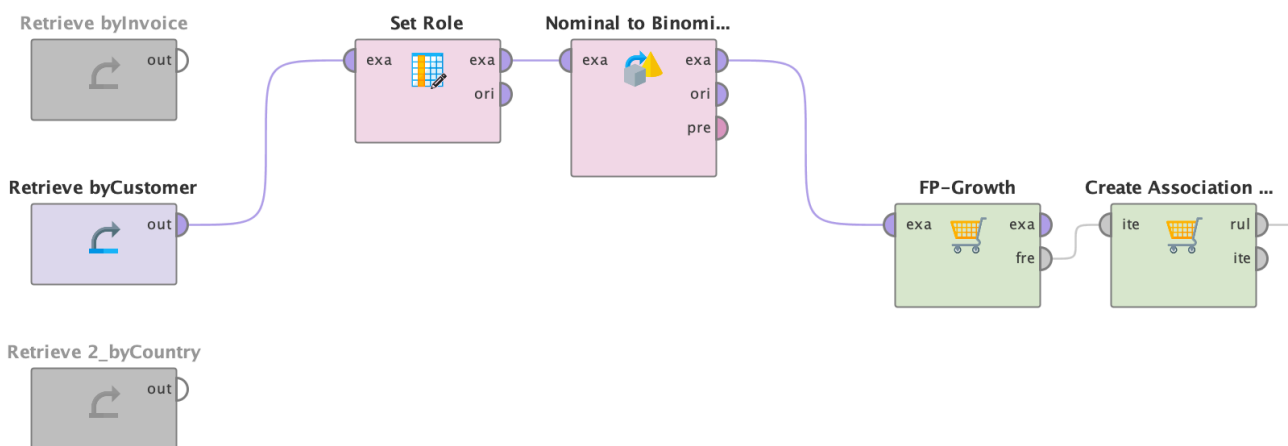 Retrieve byInvoice
out
Set Role
exa
exa
ori
Nominal to Binomi...
exa
exa
ori
pre
Retrieve byCustomer
out
FP-Growth
exa
exa
fre
Create Association ...
ite
rul
ite
Retrieve 2_byCountry
out